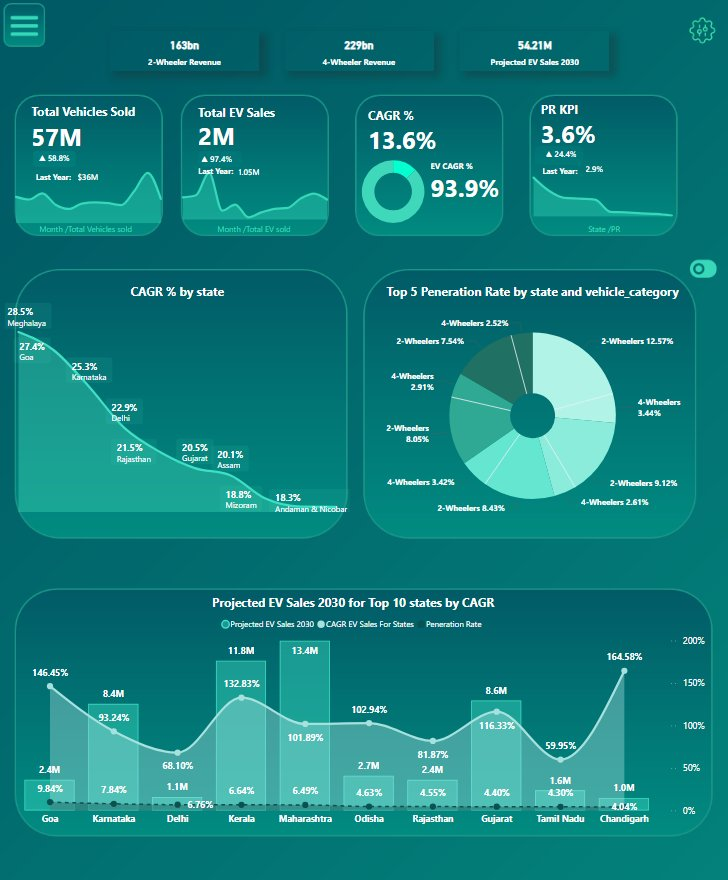 163bn
2-Wheeler Revenue
229bn
4-Wheeler Revenue
54.21M
Projected EV Sales 2030
Total Vehicles Sold
57M
▲ 58.8%
Last Year: $36M
Month /Total Vehicles sold
Total EV Sales
2M
▲ 97.4%
Last Year: 1.05M
Month /Total EV sold
CAGR %
13.6%
EV CAGR %
93.9%
PR KPI
3.6%
▲ 24.4%
Last Year: 2.9%
State /PR
CAGR % by state
28.5%
Meghalaya
27.4%
Goa
25.3%
Karnataka
22.9%
Delhi
21.5%
Rajasthan
20.5%
Gujarat
20.1%
Assam
18.8%
Mizoram
18.3%
Andaman & Nicobar
Top 5 Peneration Rate by state and vehicle_category
4-Wheelers 2.52%
2-Wheelers 7.54%
2-Wheelers 12.57%
4-Wheelers
2.91%
4-Wheelers
3.44%
2-Wheelers
8.05%
4-Wheelers 3.42%
2-Wheelers 9.12%
4-Wheelers 2.61%
2-Wheelers 8.43%
Projected EV Sales 2030 for Top 10 states by CAGR
Projected EV Sales 2030 CAGR EV Sales For States Peneration Rate
200%
150%
100%
50%
0%
146.45%
8.4M
93.24%
68.10%
11.8M
132.83%
13.4M
101.89%
102.94%
81.87%
8.6M
116.33%
59.95%
164.58%
2.4M
9.84%
7.84%
1.1M
6.76%
6.64%
6.49%
2.7M
4.63%
2.4M
4.55%
4.40%
1.6M
4.30%
1.0M
4.04%
Goa Karnataka Delhi Kerala Maharashtra Odisha Rajasthan Gujarat Tamil Nadu Chandigarh